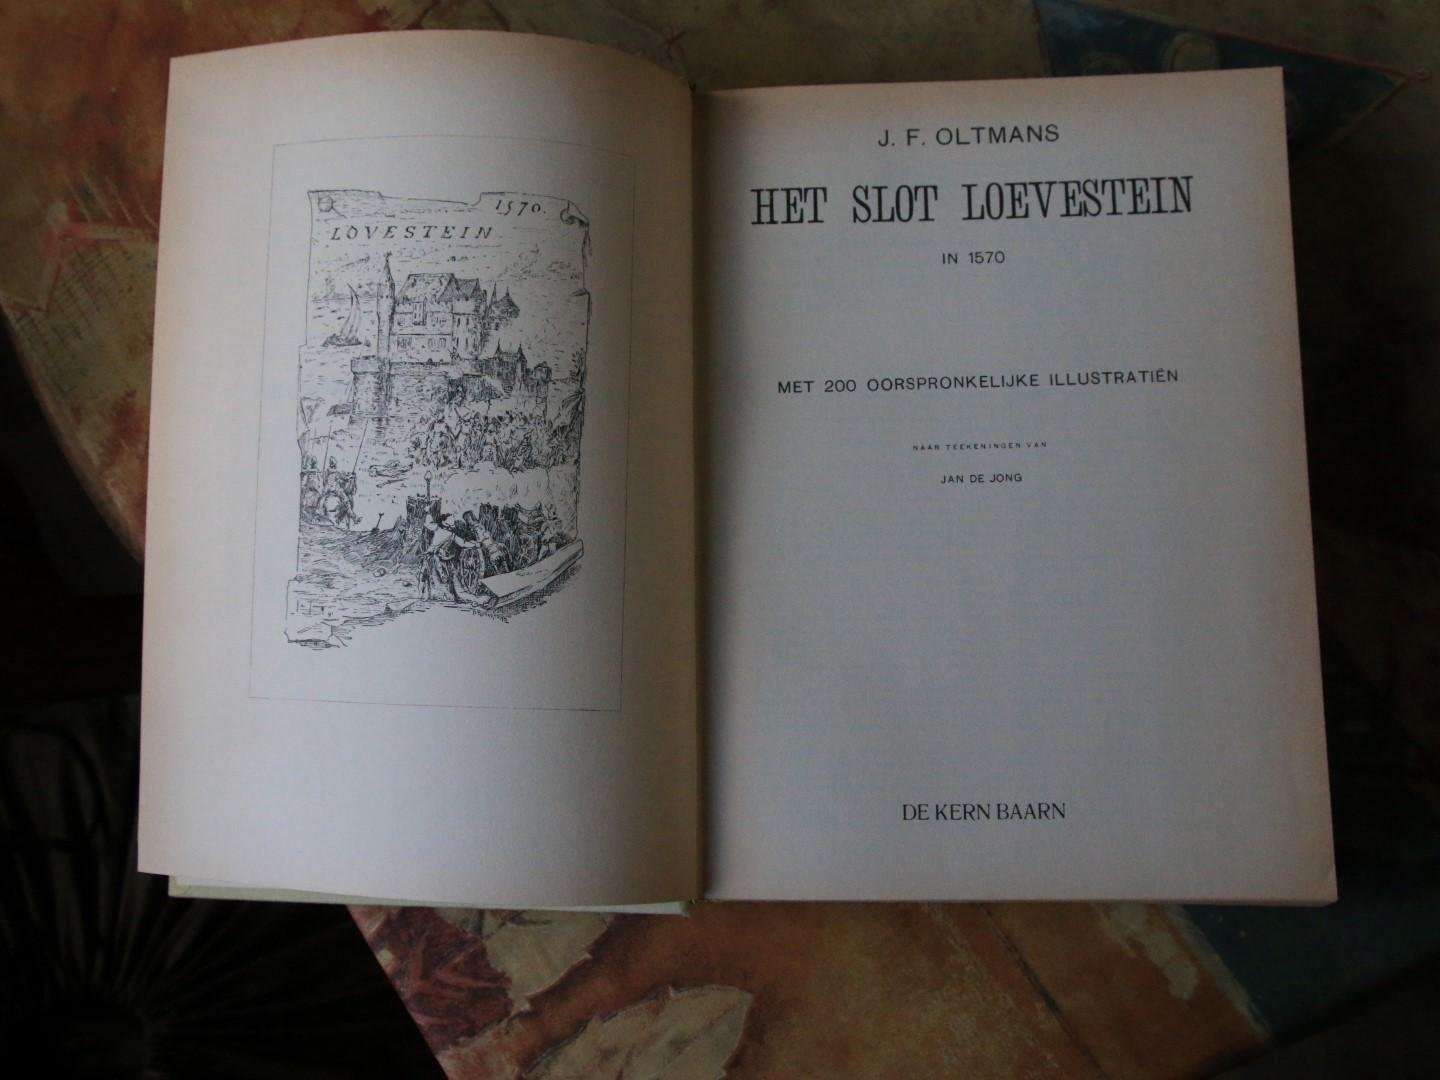 1570.
LOVESTEIN
J. F. OLTMANS
HET SLOT LOEVESTEIN
IN 1570
MET 200 OORSPRONKELIJKE ILLUSTRATIËN
NAAR TEEKENINGEN VAN
JAN DE JONG
DE KERN BAARN